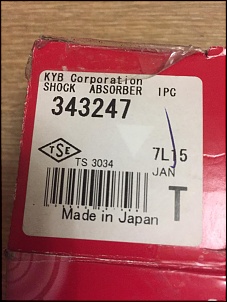 KYB Corporation
SHOCK ABSORBER IPC
343247
TSE
TS 3034
7L15
JAN
T
Made in Japan